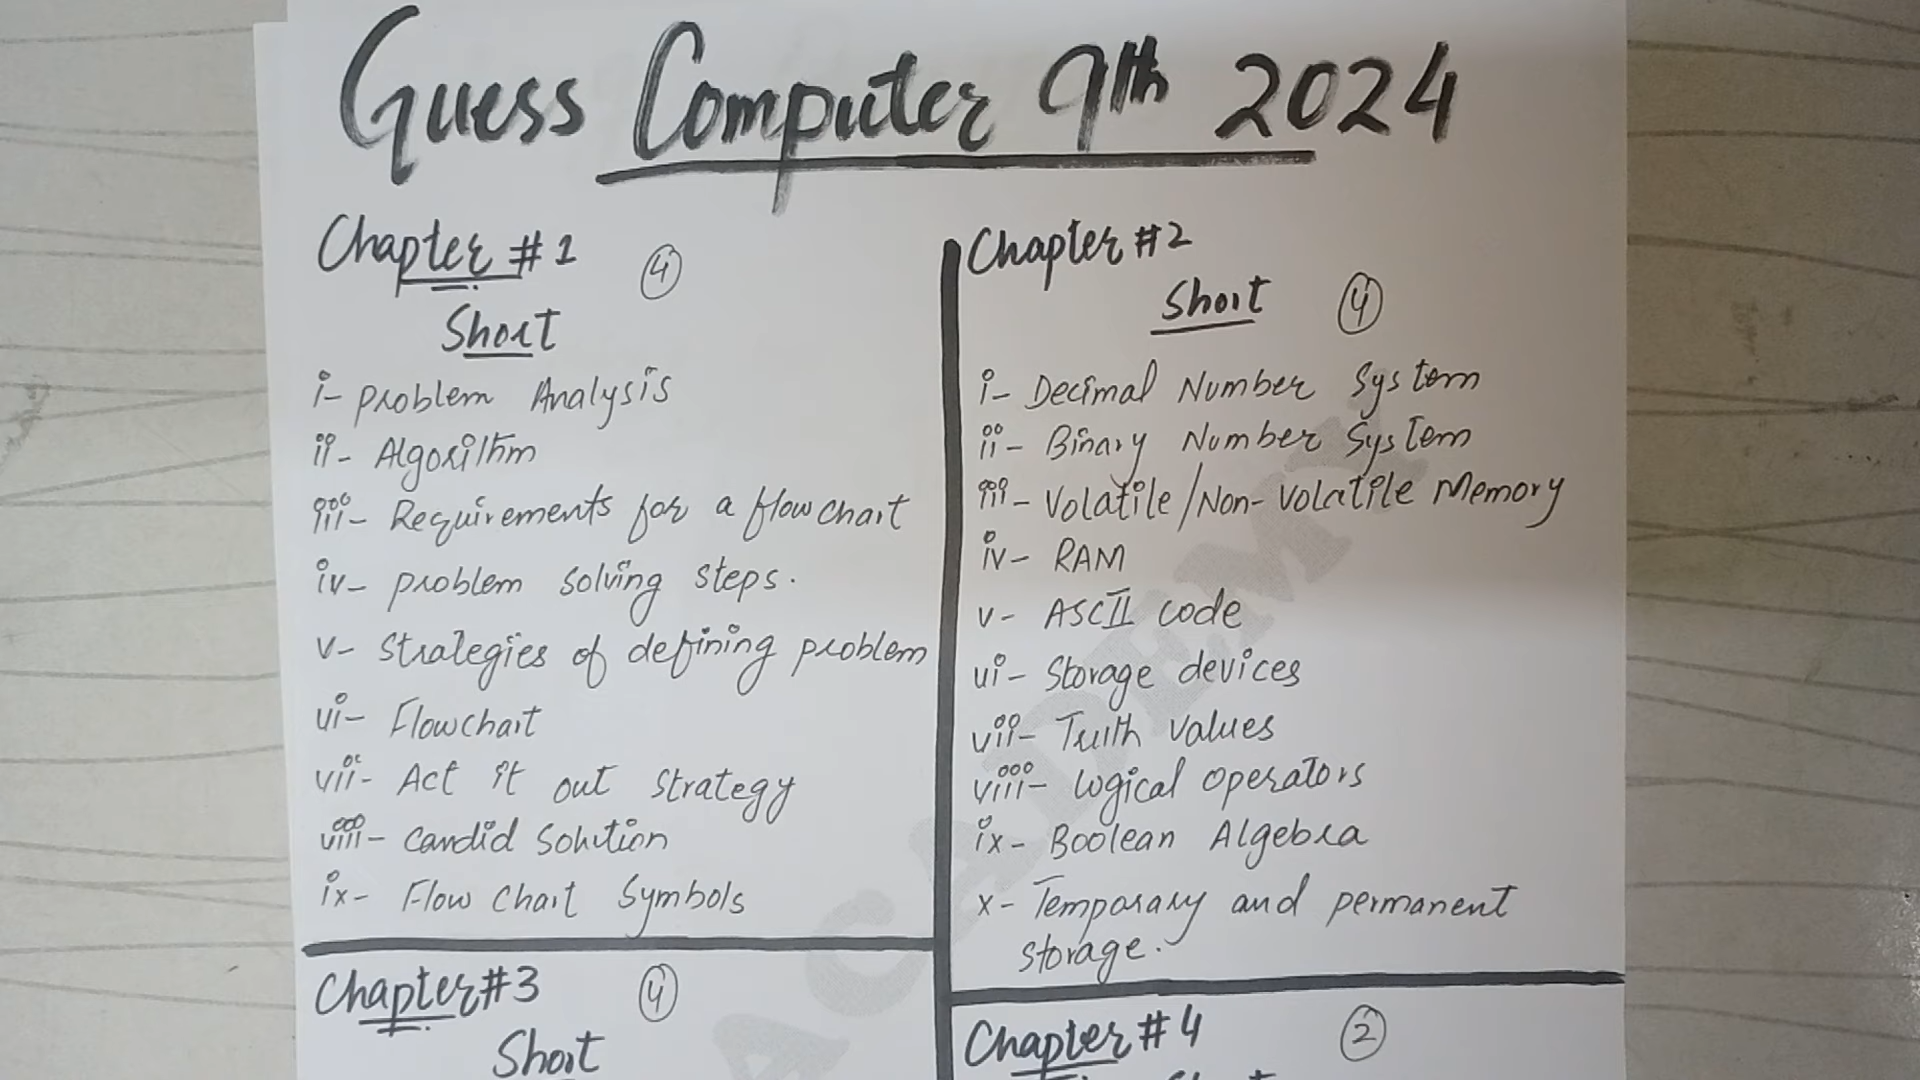 Guess Computer 9th 2024
Chapter #1 4
Short
i- problem Analysis
ii- Algorithm
iii- Requirements for a flow chart
iv- problem solving steps.
v- Strategies of defining problem
vi- Flowchart
vii- Act it out strategy
viii- Candid Solution
ix- Flow Chart Symbols
Chapter #2
Short 4
i- Decimal Number System
ii- Binary Number System
iii- Volatile/Non-Volatile Memory
iv- RAM
v- ASCII code
vi- Storage devices
vii- Truth values
viii- Logical operators
ix- Boolean Algebra
x- Temporary and permanent
storage.
Chapter #3 4
Short
Chapter #4 2
Short
ACADEMY